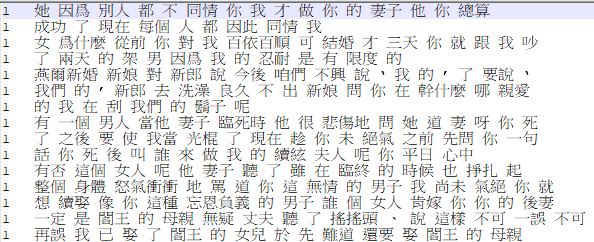 1 她 因爲 別人 都 不 同情 你 我 才 做 你 的 妻子 他 你 總算
1 成功 了 現在 每個 人 都 因此 同情 我
1 女 爲什麼 從前 你 對 我 百依百順 可 結婚 才 三天 你 就 跟 我 吵
1 了 兩天 的 架 男 因爲 我 的 忍耐 是 有 限度 的
1 燕爾新婚 新娘 對 新郎 說 今後 咱們 不興 說 、 我 的 , 了 要說 、
1 我們 的 , 新郎 去 洗澡 良久 不 出 新娘 問 你 在 幹什麼 哪 親愛
1 的 我 在 刮 我們 的 鬍子 呢
1 有 一個 男人 當他 妻子 臨死時 他 很 悲傷地 問 她 道 妻 呀 你 死
1 了 之後 要 使 我當 光棍 了 現在 趁 你 未 絕氣 之前 先問 你 一句
1 話 你 死後 叫 誰 來 做 我 的 續絃 夫人 呢 你 平日 心中
1 有否 這個 女人 呢 他 妻子 聽了 雖 在 臨終 的 時候 也 掙扎 起
1 整個 身體 怒氣衝衝 地 罵 道 你 這 無情 的 男子 我 尚未 氣絕 你 就
1 想 續娶 像 你 這種 忘恩負義 的 男子 誰 個 女人 肯嫁 你 你 的 後妻
1 一定 是 閻王 的 母親 無疑 丈夫 聽 了 搖搖頭 、 說 這樣 不可 一誤 不可
1 再誤 我 已 娶 了 閻王 的 女兒 於 先 難道 還要 娶 閻王 的 母親